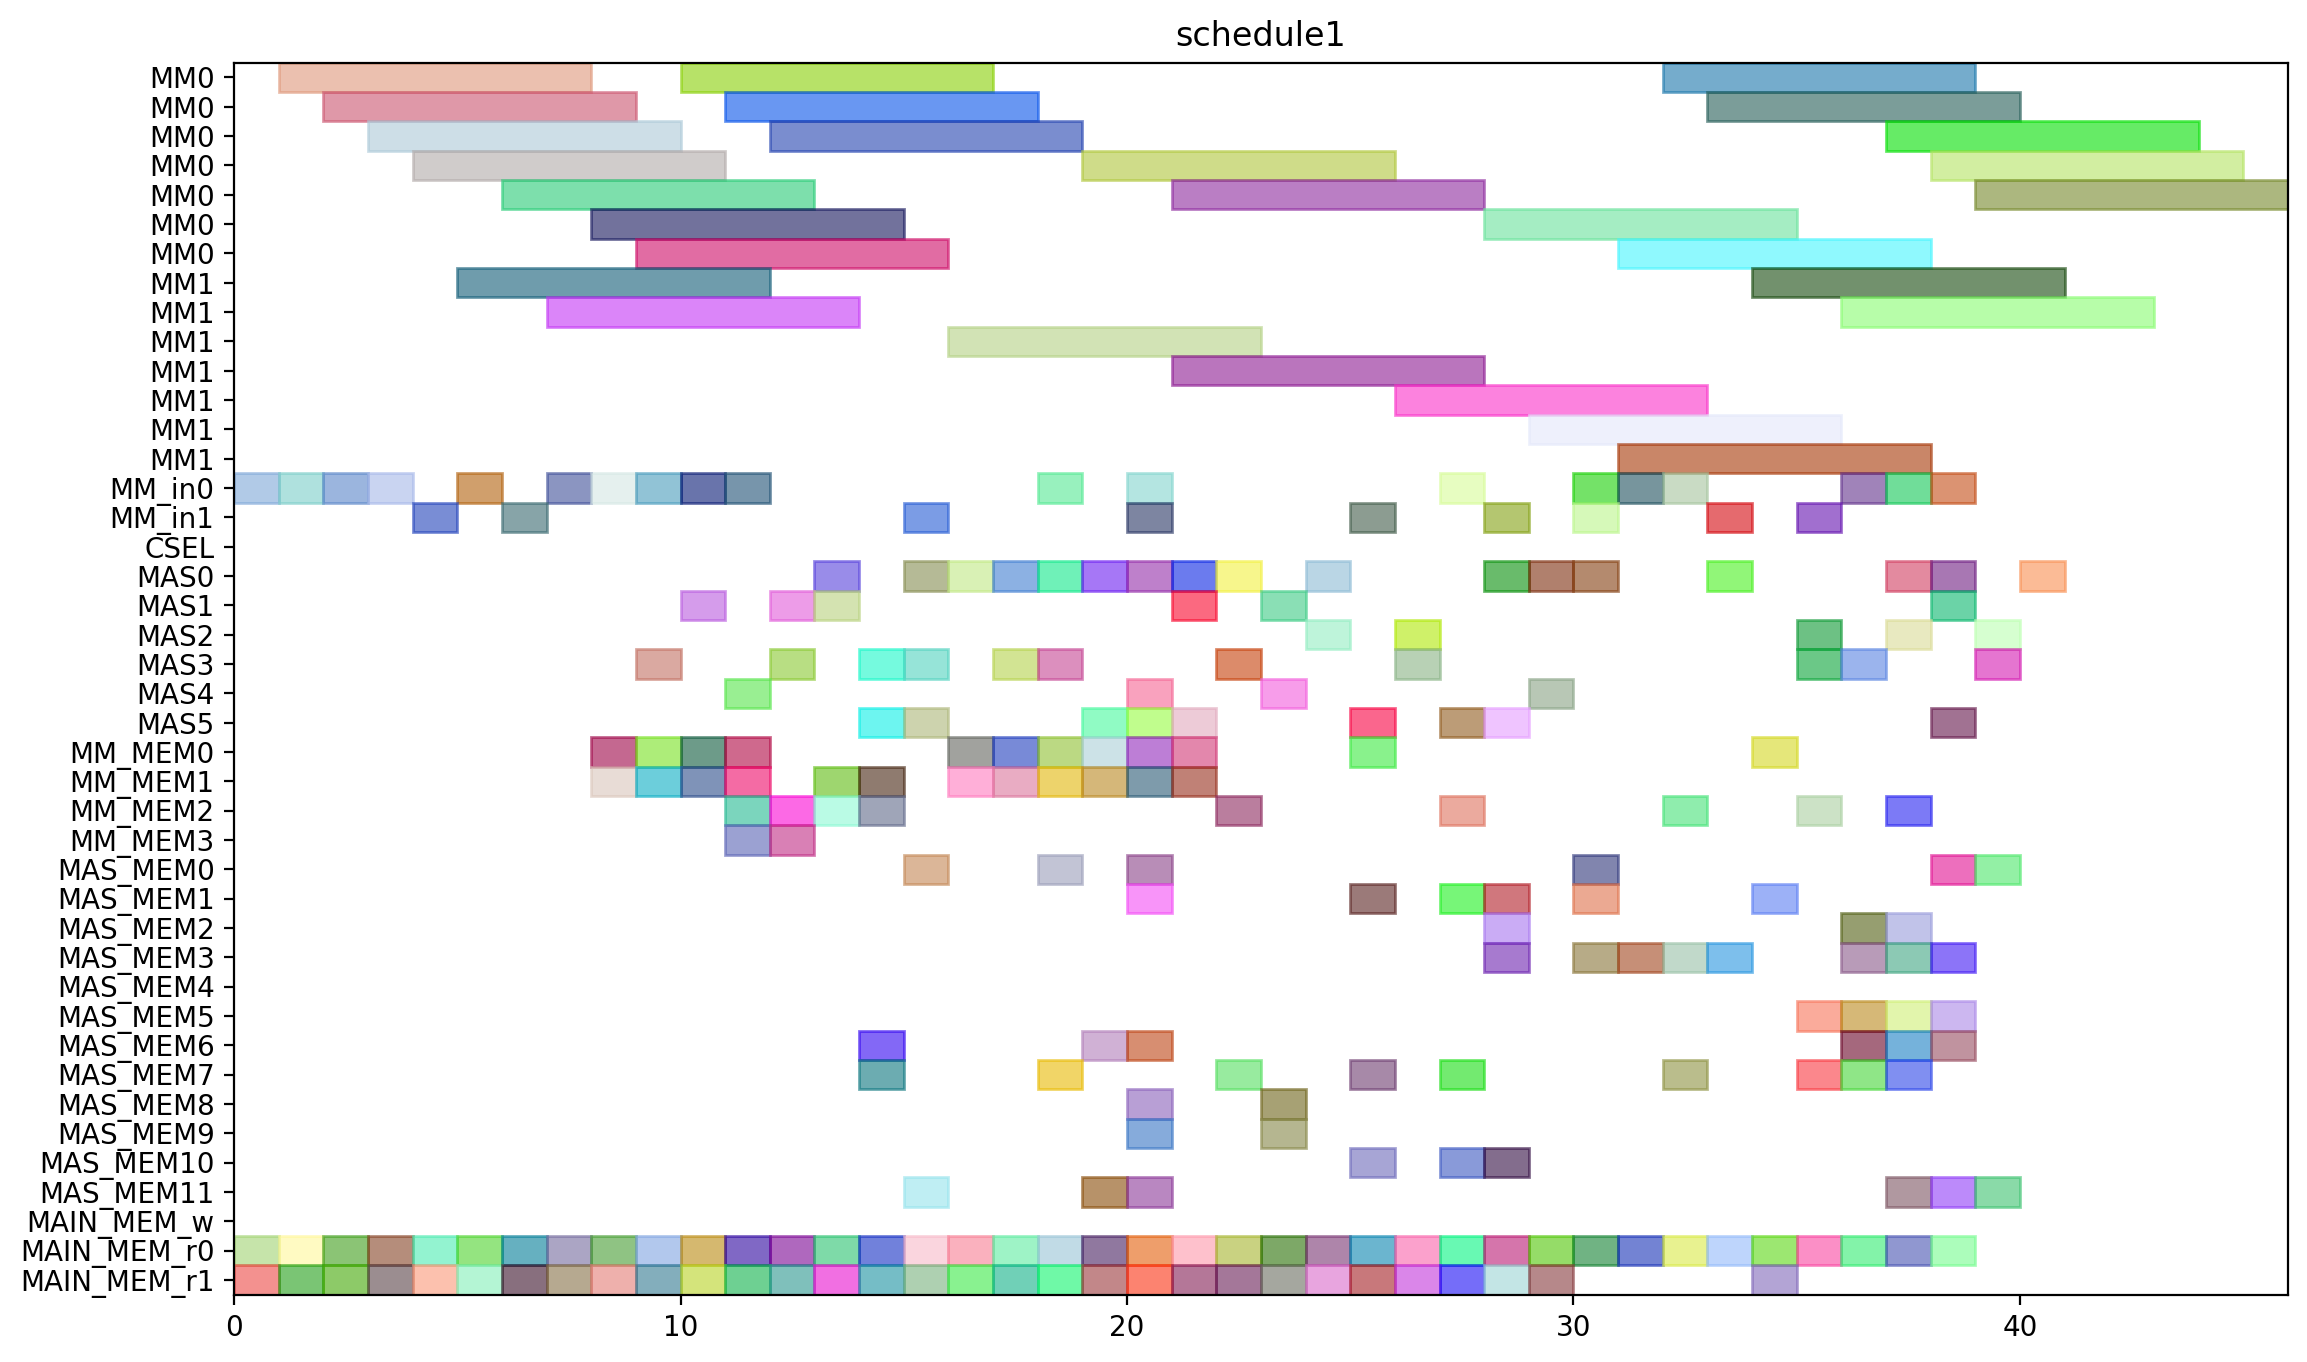 schedule1
MM0
MM0
MM0
MM0
MM0
MM0
MM0
MM1
MM1
MM1
MM1
MM1
MM1
MM1
MM_in0
MM_in1
CSEL
MAS0
MAS1
MAS2
MAS3
MAS4
MAS5
MM_MEM0
MM_MEM1
MM_MEM2
MM_MEM3
MAS_MEM0
MAS_MEM1
MAS_MEM2
MAS_MEM3
MAS_MEM4
MAS_MEM5
MAS_MEM6
MAS_MEM7
MAS_MEM8
MAS_MEM9
MAS_MEM10
MAS_MEM11
MAIN_MEM_w
MAIN_MEM_r0
MAIN_MEM_r1
0 10 20 30 40